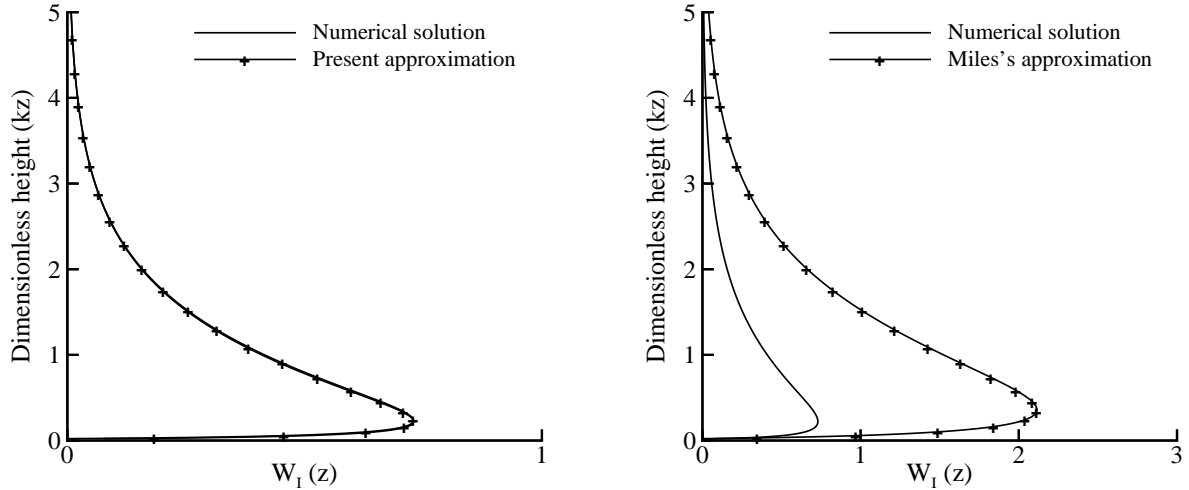 5
4
3
2
1
0
Dimensionless height (kz)
Numerical solution
Present approximation
0
1
W_I (z)
5
4
3
2
1
0
Dimensionless height (kz)
Numerical solution
Miles's approximation
0
1
2
3
W_I (z)